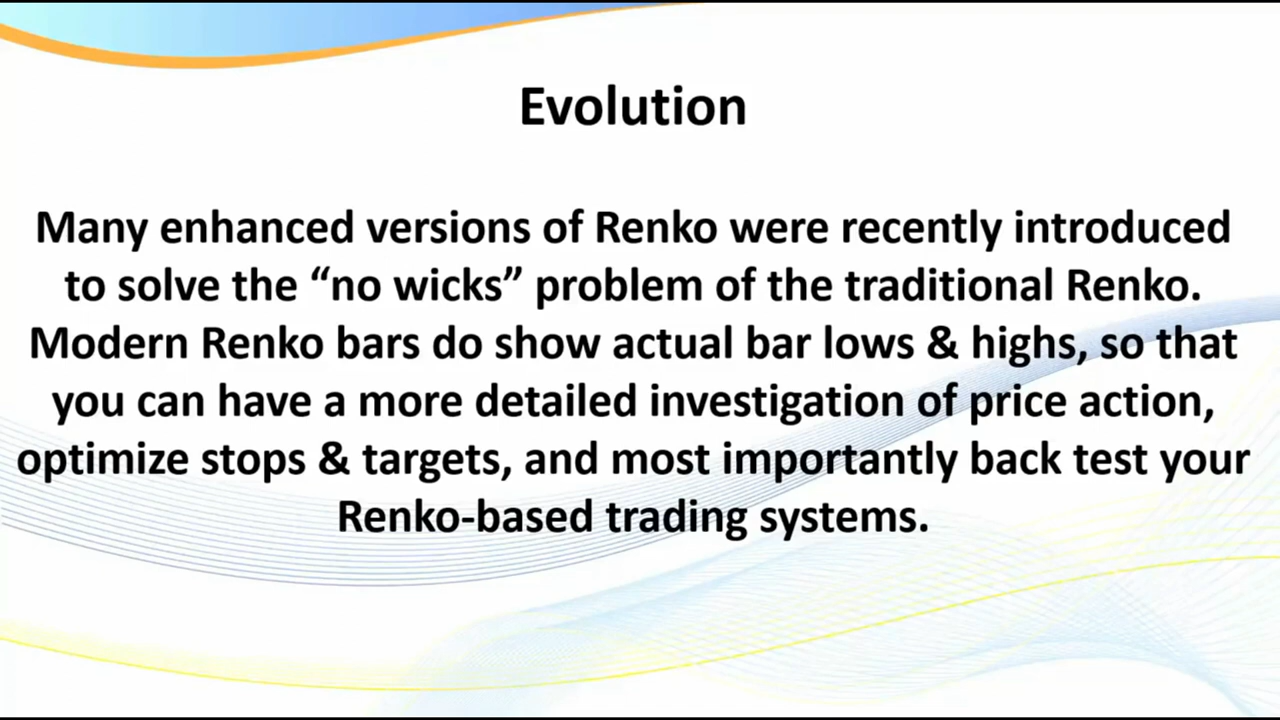 Evolution
Many enhanced versions of Renko were recently introduced
to solve the “no wicks” problem of the traditional Renko.
Modern Renko bars do show actual bar lows & highs, so that
you can have a more detailed investigation of price action,
optimize stops & targets, and most importantly back test your
Renko-based trading systems.